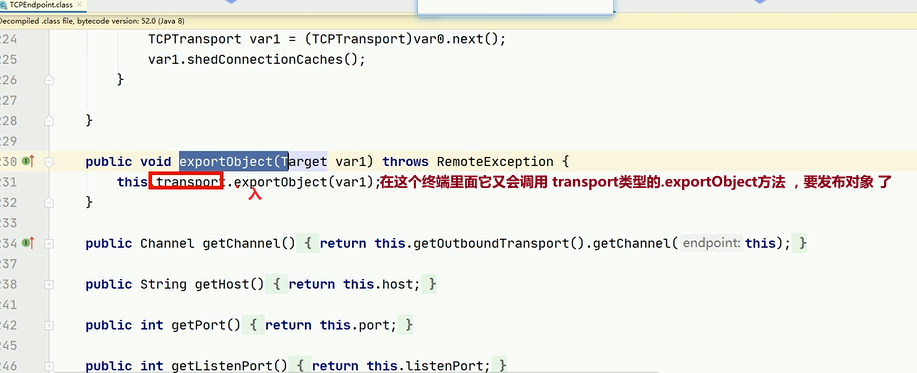 TCPEndpoint.class
Decompiled .class file, bytecode version: 52.0 (Java 8)
224 TCPTransport var1 = (TCPTransport)var0.next();
225 var1.shedConnectionCaches();
226 }
227
228 }
229
230 public void exportObject(Target var1) throws RemoteException {
231 this.transport.exportObject(var1);在这个终端里面它又会调用 transport类型的.exportObject方法 ，要发布对象 了
232 }
233
234 public Channel getChannel() { return this.getOutboundTransport().getChannel( endpoint: this); }
237
238 public String getHost() { return this.host; }
241
242 public int getPort() { return this.port; }
245
246 public int getListenPort() { return this.listenPort; }